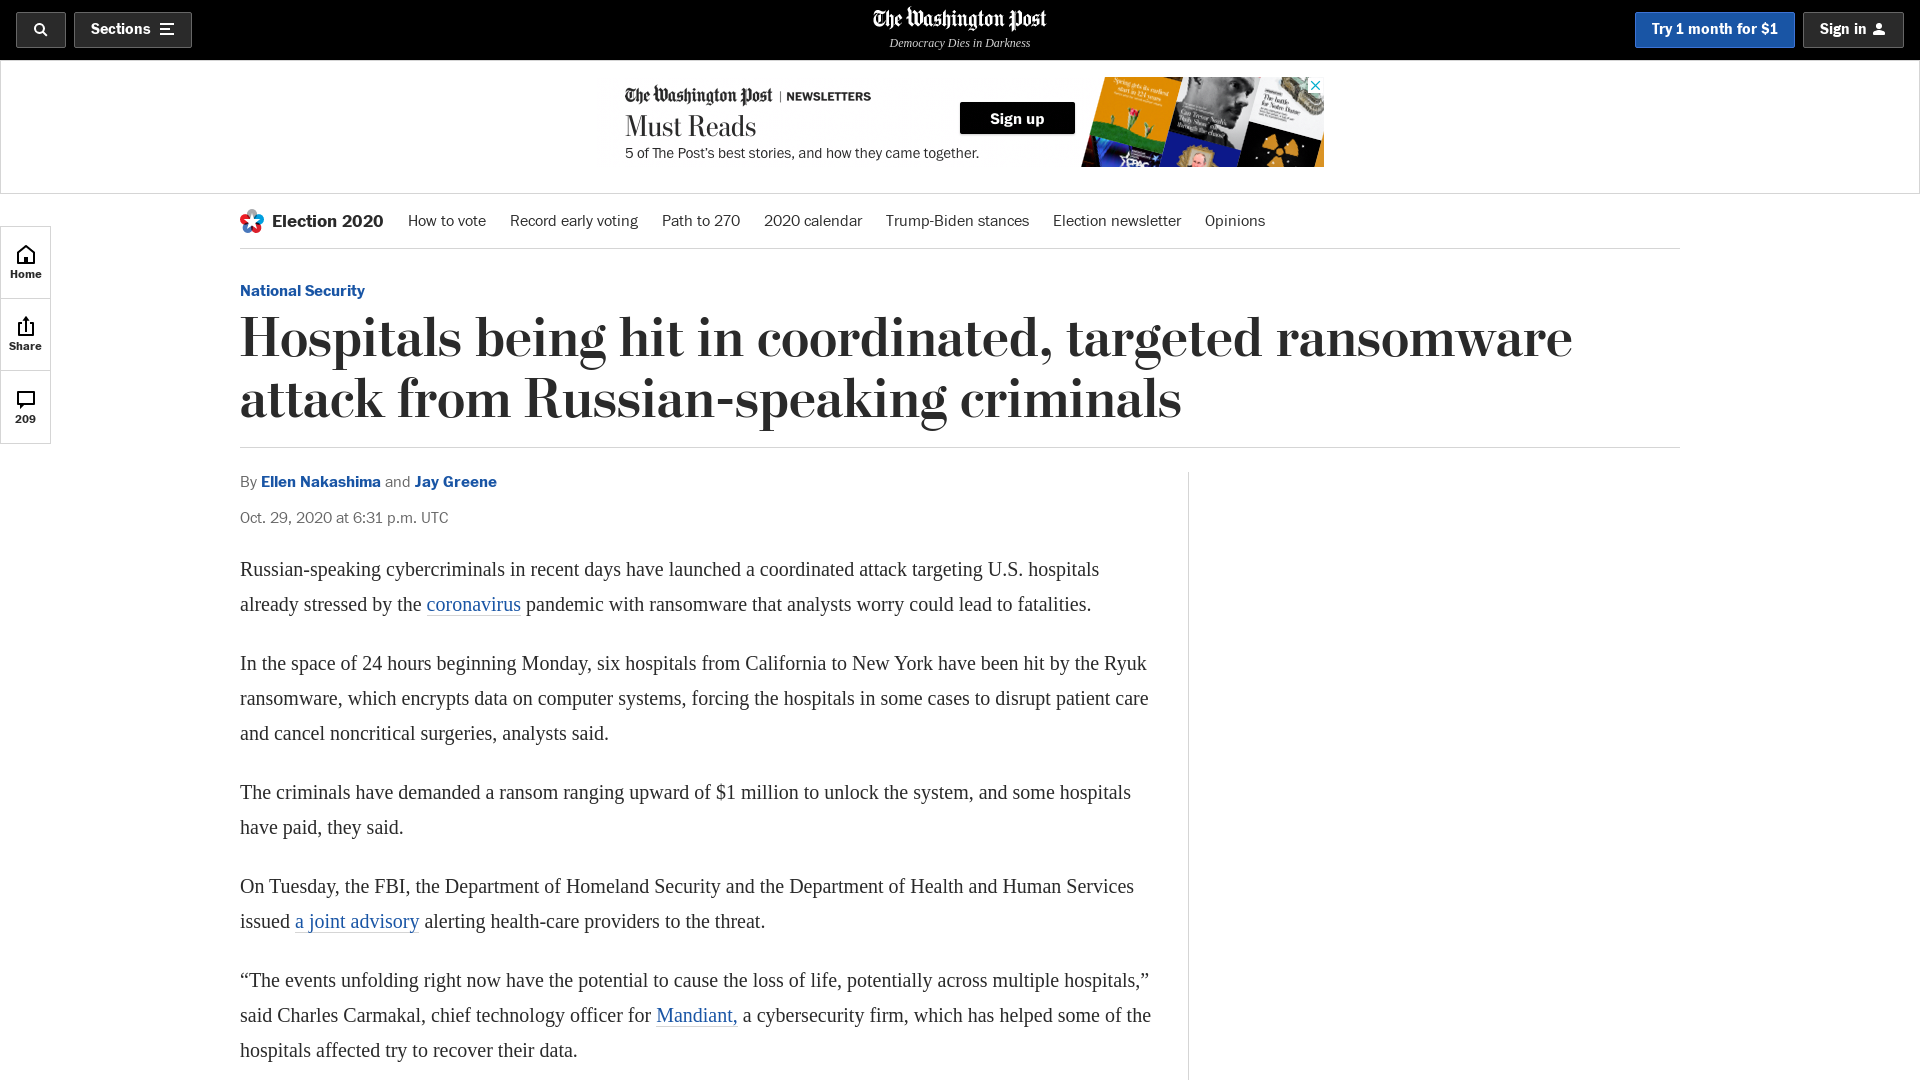 Sections
The Washington Post
Democracy Dies in Darkness
Try 1 month for $1
Sign in
The Washington Post | NEWSLETTERS
Must Reads
5 of The Post's best stories, and how they came together.
Sign up
Election 2020
How to vote
Record early voting
Path to 270
2020 calendar
Trump-Biden stances
Election newsletter
Opinions
Home
Share
209
National Security
Hospitals being hit in coordinated, targeted ransomware
attack from Russian-speaking criminals
By Ellen Nakashima and Jay Greene
Oct. 29, 2020 at 6:31 p.m. UTC
Russian-speaking cybercriminals in recent days have launched a coordinated attack targeting U.S. hospitals
already stressed by the coronavirus pandemic with ransomware that analysts worry could lead to fatalities.
In the space of 24 hours beginning Monday, six hospitals from California to New York have been hit by the Ryuk
ransomware, which encrypts data on computer systems, forcing the hospitals in some cases to disrupt patient care
and cancel noncritical surgeries, analysts said.
The criminals have demanded a ransom ranging upward of $1 million to unlock the system, and some hospitals
have paid, they said.
On Tuesday, the FBI, the Department of Homeland Security and the Department of Health and Human Services
issued a joint advisory alerting health-care providers to the threat.
“The events unfolding right now have the potential to cause the loss of life, potentially across multiple hospitals,”
said Charles Carmakal, chief technology officer for Mandiant, a cybersecurity firm, which has helped some of the
hospitals affected try to recover their data.